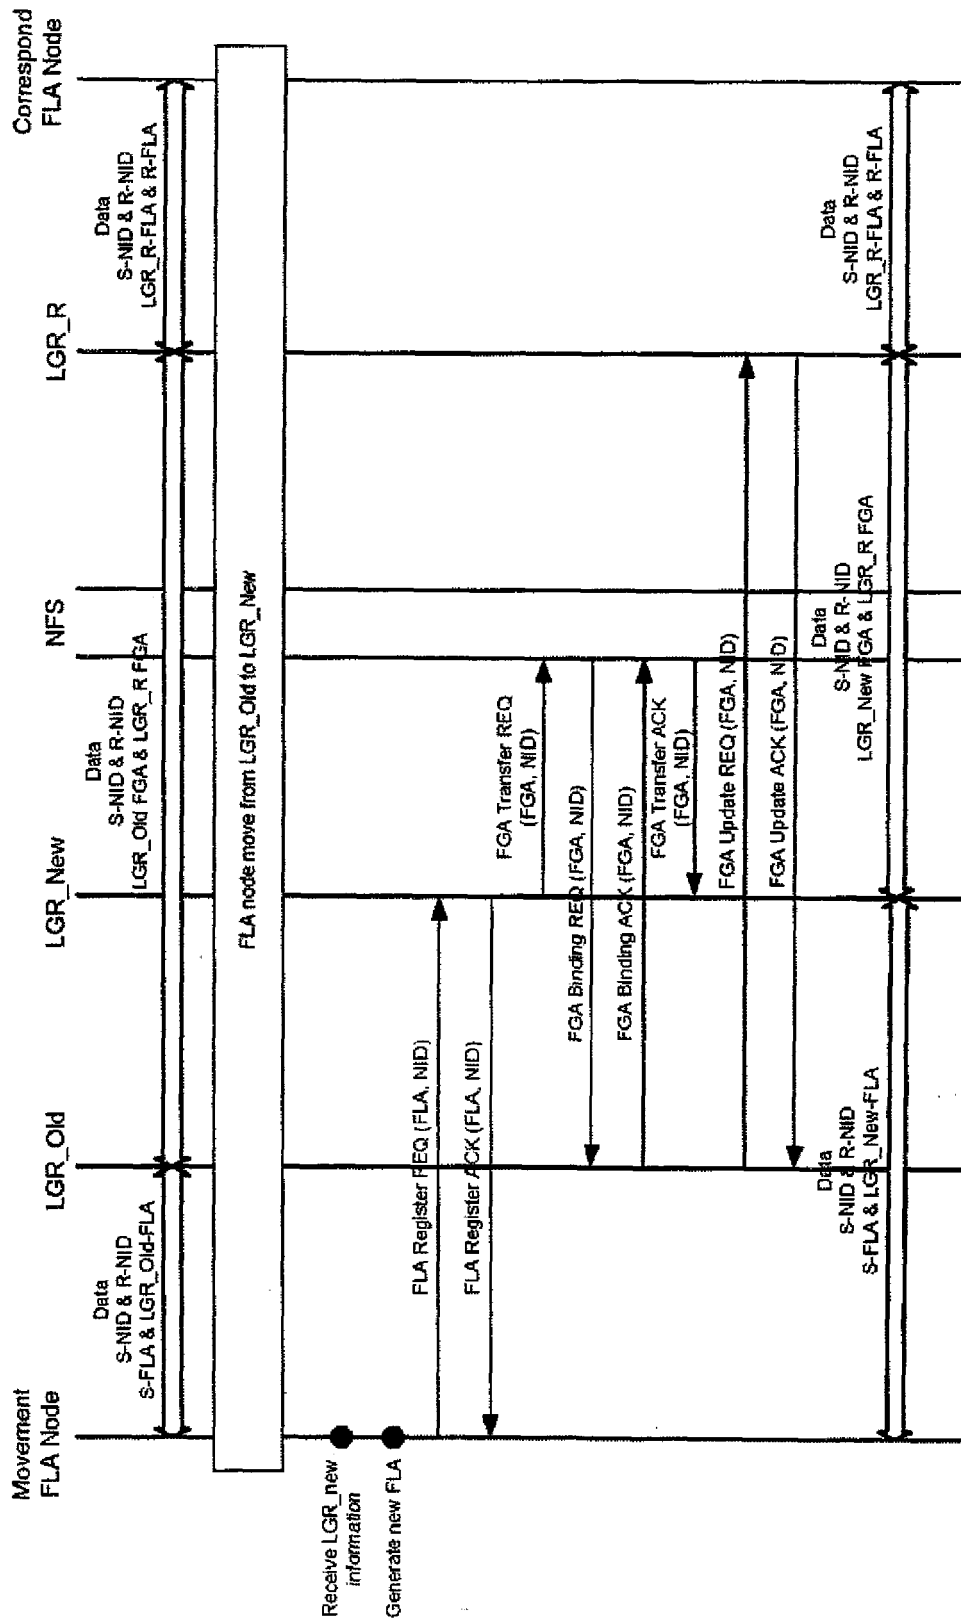 Movement
FLA Node
LGR_Old
LGR_New
NFS
LGR_R
Correspond
FLA Node
Data
S-NID & R-NID
S-FLA & LGR_Old-FLA
Data
S-NID & R-NID
LGR_Old FGA & LGR_R FGA
Data
S-NID & R-NID
LGR_R-FLA & R-FLA
FLA node move from LGR_Old to LGR_New
Receive LGR_new
information
Generate new FLA
FLA Register REQ (FLA, NID)
FLA Register ACK (FLA, NID)
FGA Transfer REQ
(FGA, NID)
FGA Binding REQ (FGA, NID)
FGA Binding ACK (FGA, NID)
FGA Transfer ACK
(FGA, NID)
FGA Update REQ (FGA, NID)
FGA Update ACK (FGA, NID)
Data
S-NID & R-NID
S-FLA & LGR_New-FLA
Data
S-NID & R-NID
LGR_New FGA & LGR_R FGA
Data
S-NID & R-NID
LGR_R-FLA & R-FLA